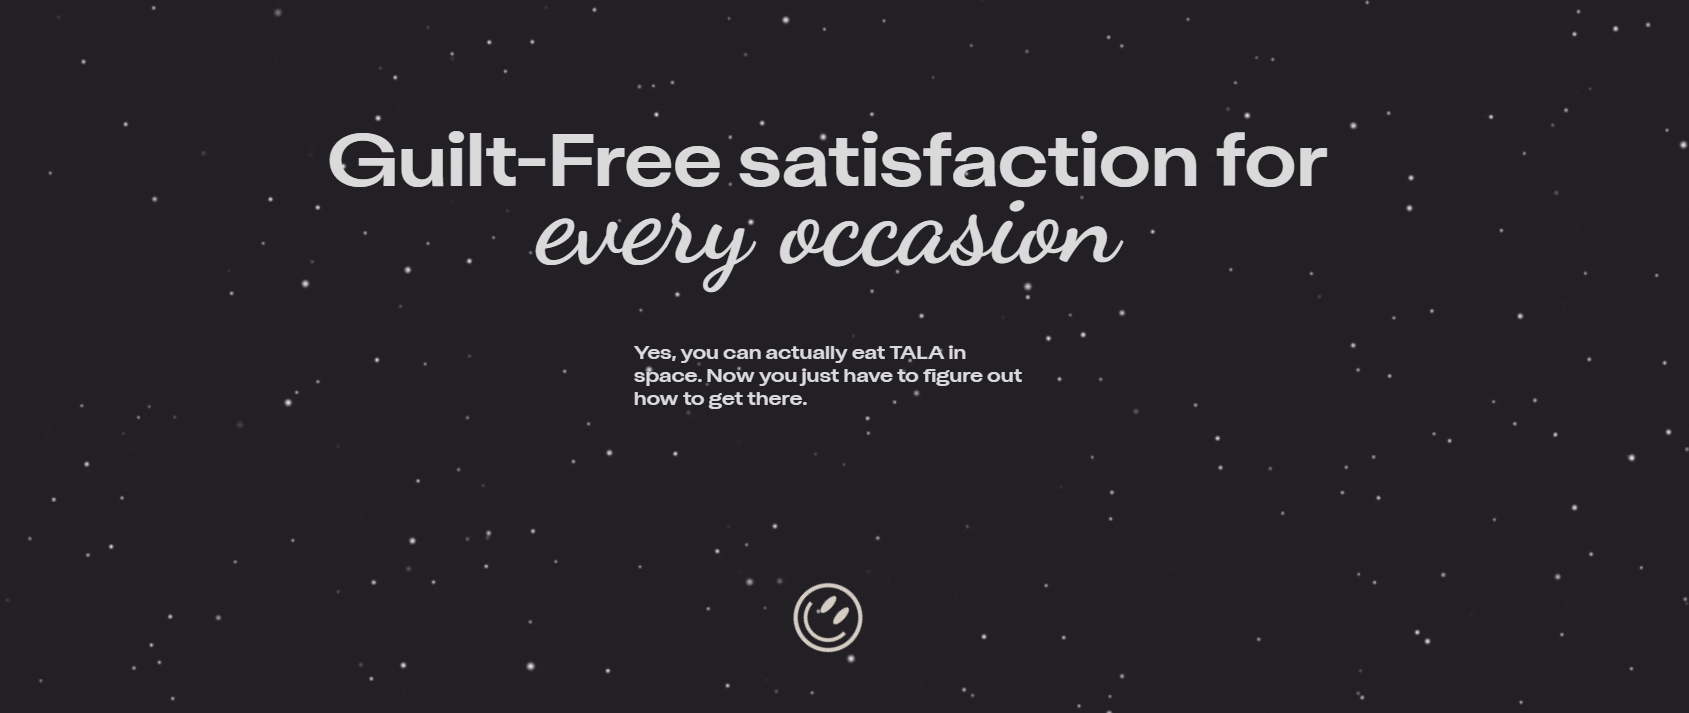 Guilt-Free satisfaction for
every occasion
Yes, you can actually eat TALA in
space. Now you just have to figure out
how to get there.